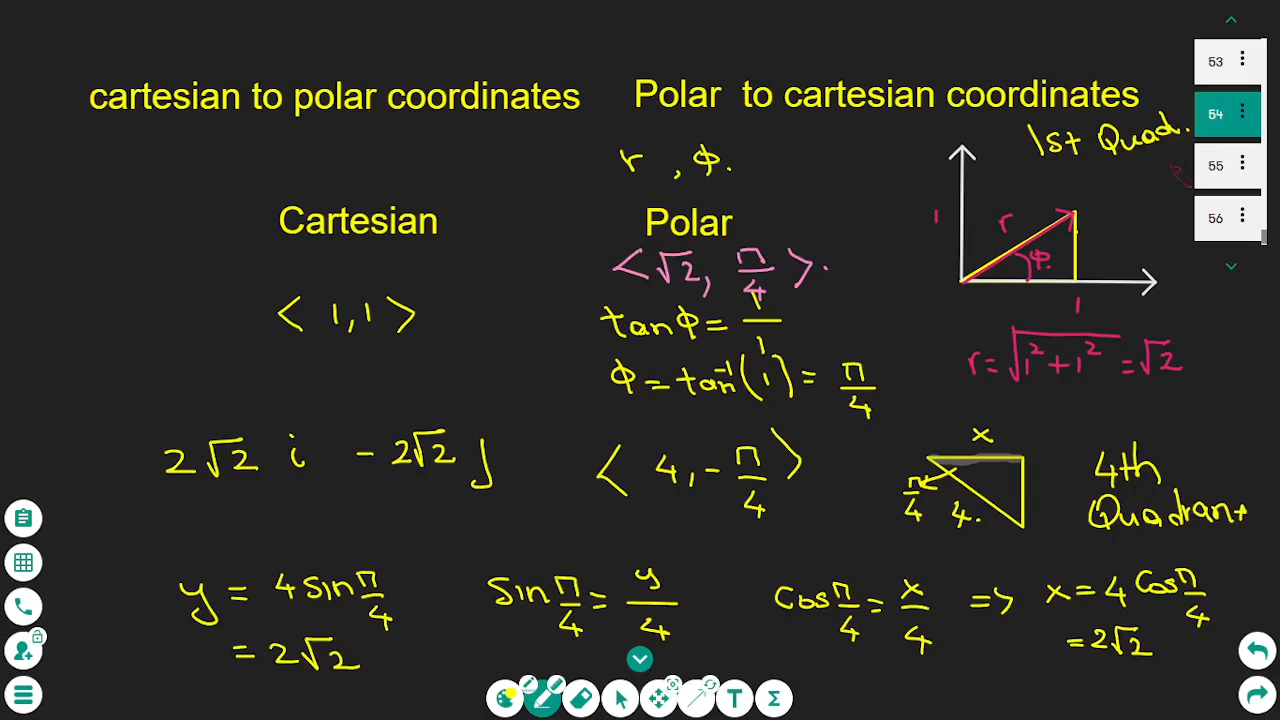 cartesian to polar coordinates
Polar to cartesian coordinates
1st Quad.
53
54
55
56
r , φ.
Cartesian
Polar
< √2, π/4 >.
1
r
φ.
1
< 1, 1 >
tan φ = 1/1
r = √(1² + 1²) = √2
φ = tan⁻¹(1/1) = π/4
2√2 i - 2√2 j
< 4, - π/4 >
x
π/4
4.
4th
Quadrant
y = 4 Sin π/4
= 2√2
Sin π/4 = y/4
Cos π/4 = x/4 => x = 4 Cos π/4
= 2√2
T
Σ